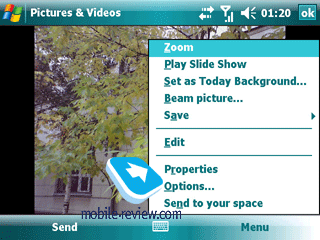 Pictures & Videos 01:20 ok
Zoom
Play Slide Show
Set as Today Background...
Beam picture...
Save
Edit
Properties
Options...
Send to your space
mobile-review.com
Send Menu